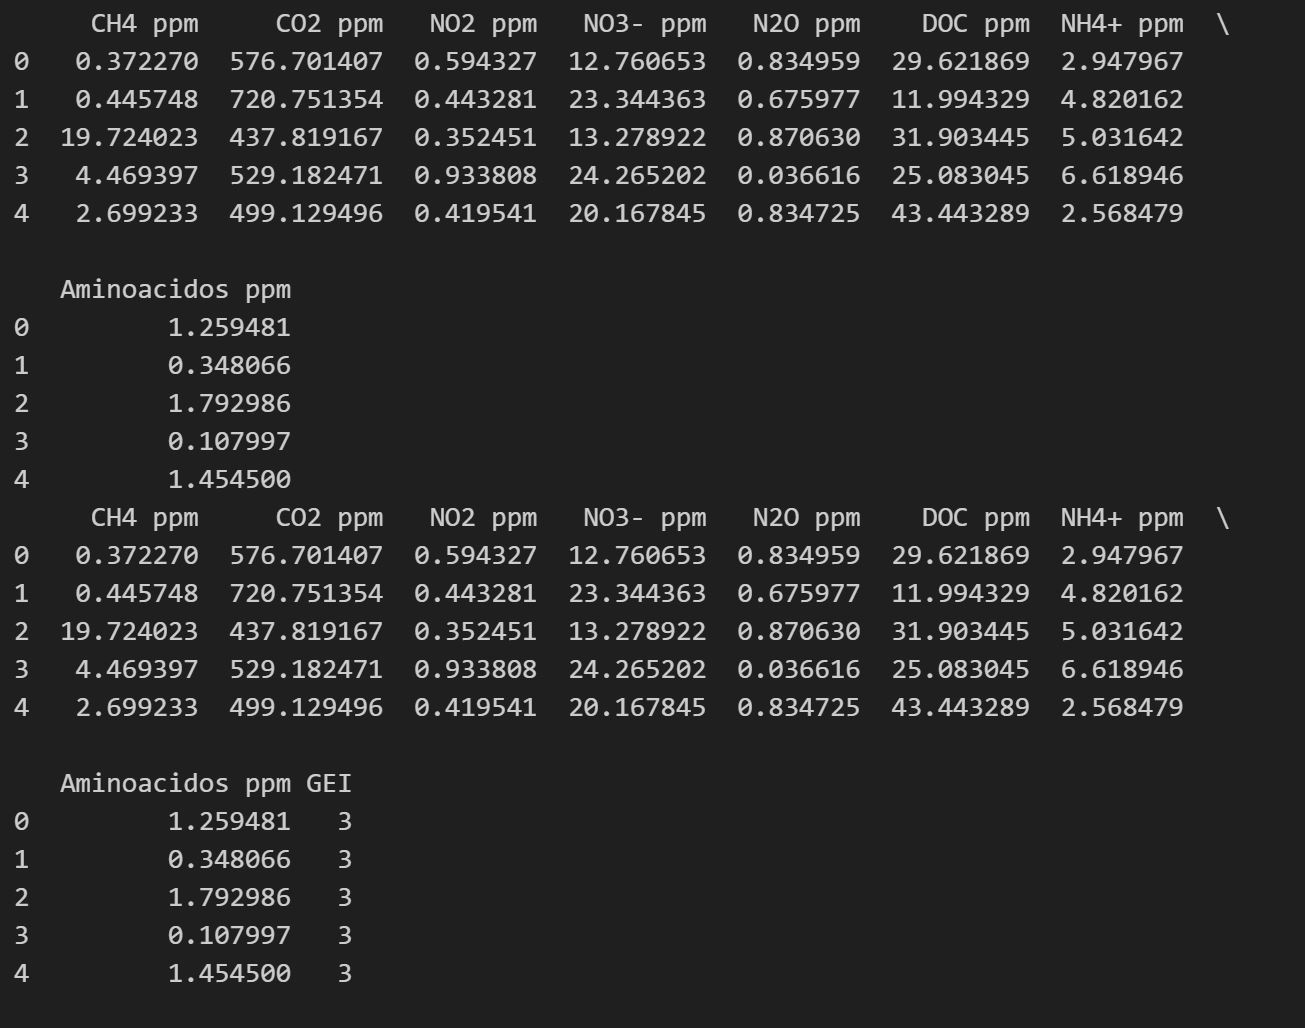 CH4 ppm CO2 ppm NO2 ppm NO3- ppm N2O ppm DOC ppm NH4+ ppm \
0 0.372270 576.701407 0.594327 12.760653 0.834959 29.621869 2.947967
1 0.445748 720.751354 0.443281 23.344363 0.675977 11.994329 4.820162
2 19.724023 437.819167 0.352451 13.278922 0.870630 31.903445 5.031642
3 4.469397 529.182471 0.933808 24.265202 0.036616 25.083045 6.618946
4 2.699233 499.129496 0.419541 20.167845 0.834725 43.443289 2.568479
Aminoacidos ppm
0 1.259481
1 0.348066
2 1.792986
3 0.107997
4 1.454500
CH4 ppm CO2 ppm NO2 ppm NO3- ppm N2O ppm DOC ppm NH4+ ppm \
0 0.372270 576.701407 0.594327 12.760653 0.834959 29.621869 2.947967
1 0.445748 720.751354 0.443281 23.344363 0.675977 11.994329 4.820162
2 19.724023 437.819167 0.352451 13.278922 0.870630 31.903445 5.031642
3 4.469397 529.182471 0.933808 24.265202 0.036616 25.083045 6.618946
4 2.699233 499.129496 0.419541 20.167845 0.834725 43.443289 2.568479
Aminoacidos ppm GEI
0 1.259481 3
1 0.348066 3
2 1.792986 3
3 0.107997 3
4 1.454500 3